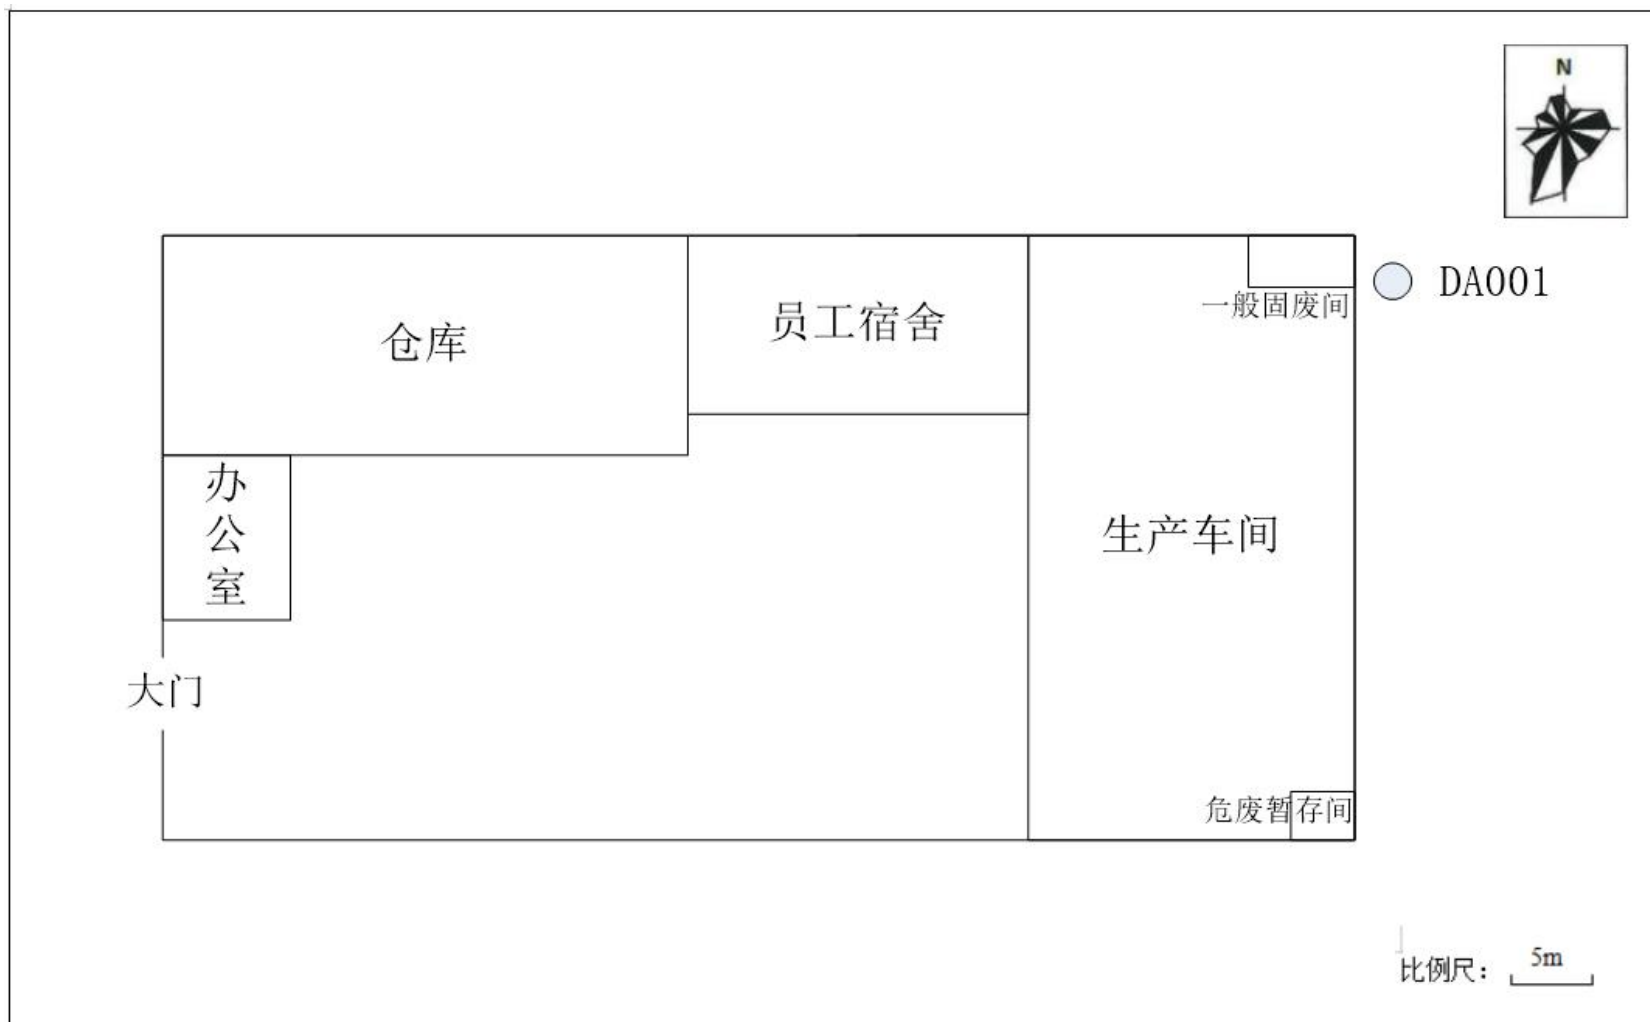 N
DA001
一般固废间
员工宿舍
仓库
办
公
室
生产车间
大门
危废暂存间
比例尺： 5m